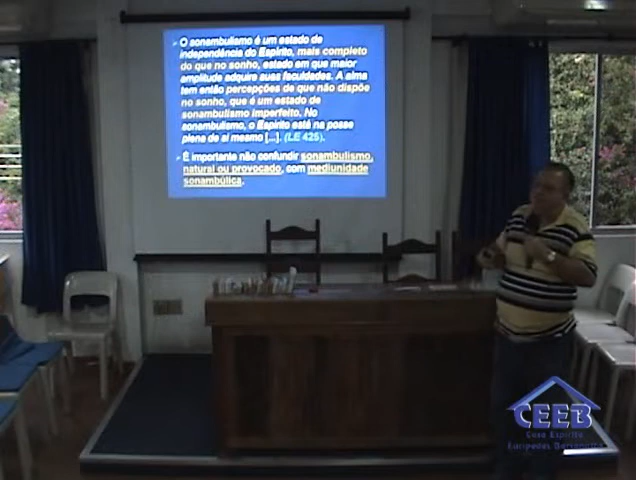 O sonambulismo é um estado de
independência do Espírito, mais completo
do que no sonho, estado em que maior
amplitude adquire suas faculdades. A alma
tem então percepções de que não dispõe
no sonho, que é um estado de
sonambulismo imperfeito. No
sonambulismo, o Espírito está na posse
plena de si mesmo [...]. (LE 425).
É importante não confundir sonambulismo,
natural ou provocado, com mediunidade
sonambúlica.
CEEB
Casa Espírita
Eurípedes Barsanulfo